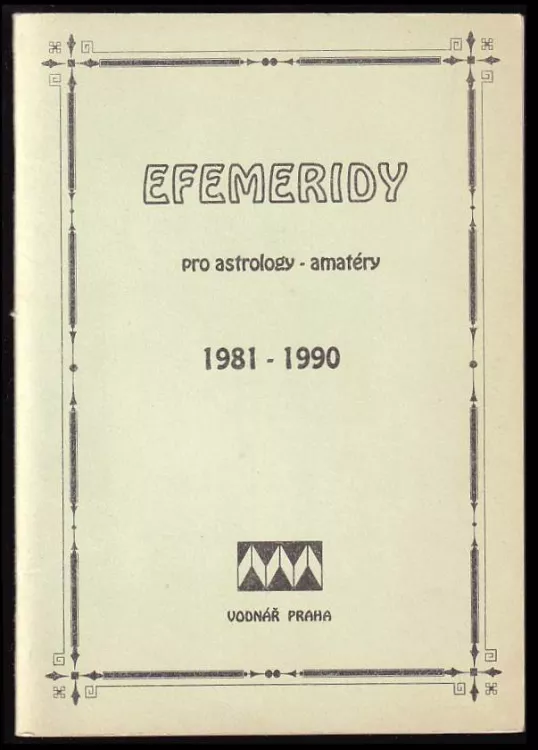 EFEMERIDY
pro astrology - amatéry
1981 - 1990
VODNÁŘ PRAHA